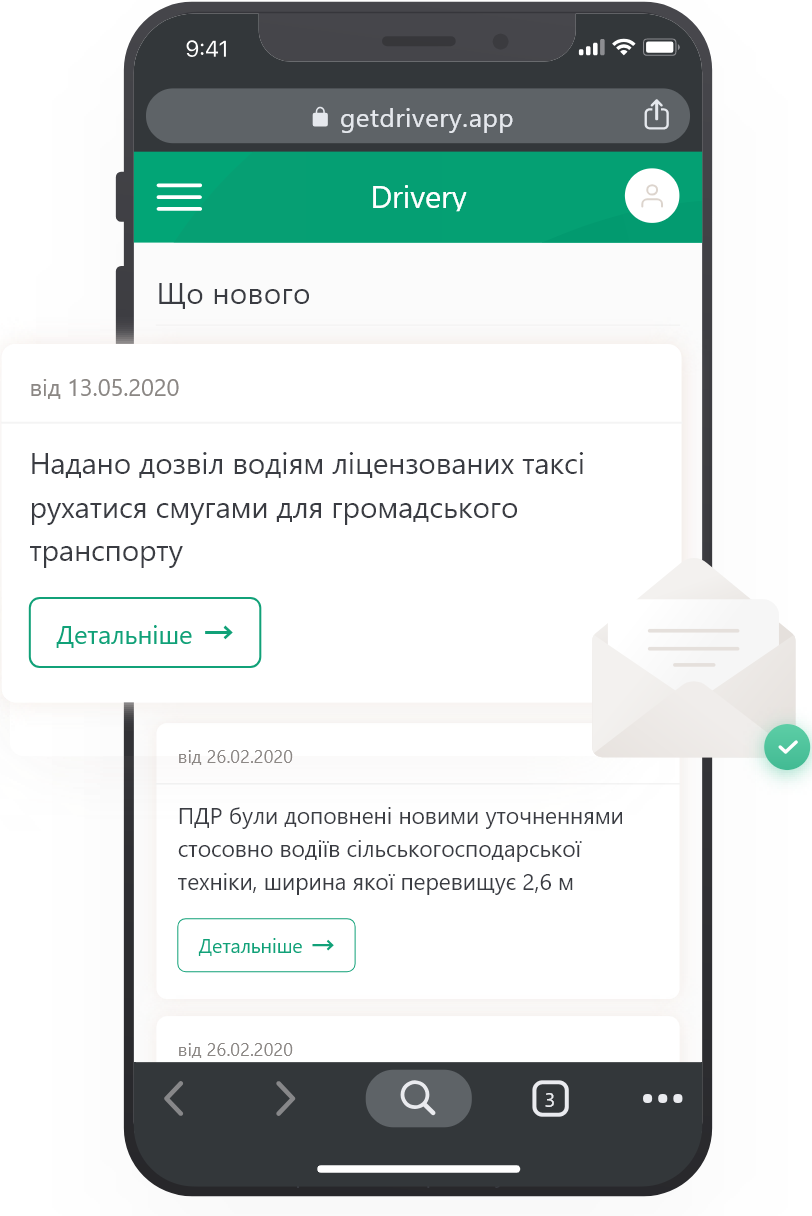 9:41
getdrivery.app
Drivery
Що нового
від 13.05.2020
Надано дозвіл водіям ліцензованих таксі
рухатися смугами для громадського
транспорту
Детальніше →
від 26.02.2020
ПДР були доповнені новими уточненнями
стосовно водіїв сільськогосподарської
техніки, ширина якої перевищує 2,6 м
Детальніше →
від 26.02.2020
3